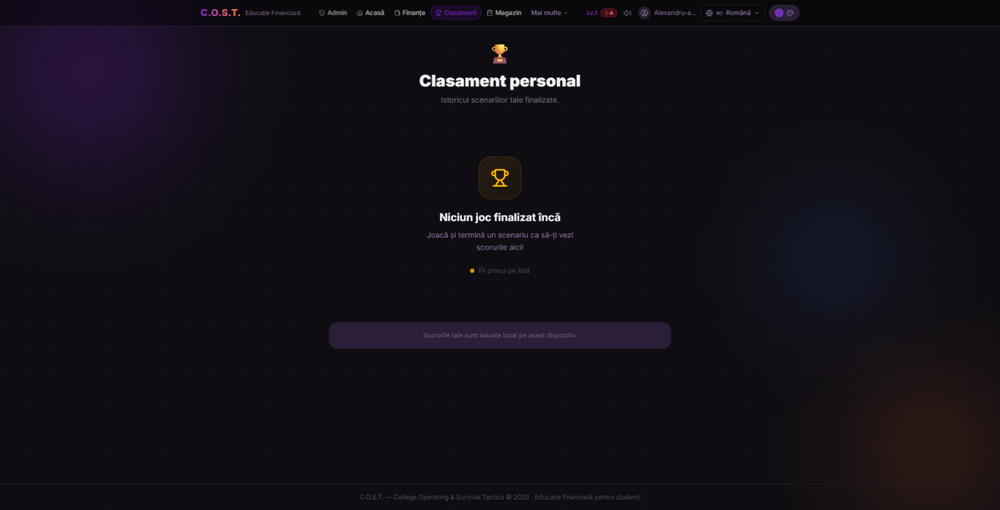 C.O.S.T. Educație Financiară Admin Acasă Finanțe Clasament Magazin Mai multe Lv.1 A Alexandru-a... RO Română
Clasament personal
Istoricul scenariilor tale finalizate.
Niciun joc finalizat încă
Joacă și termină un scenariu ca să-ți vezi
scorurile aici!
Fii primul pe listă
Scorurile tale sunt salvate local pe acest dispozitiv.
C.O.S.T. — College Operating & Survival Tactics © 2025 · Educație financiară pentru studenți